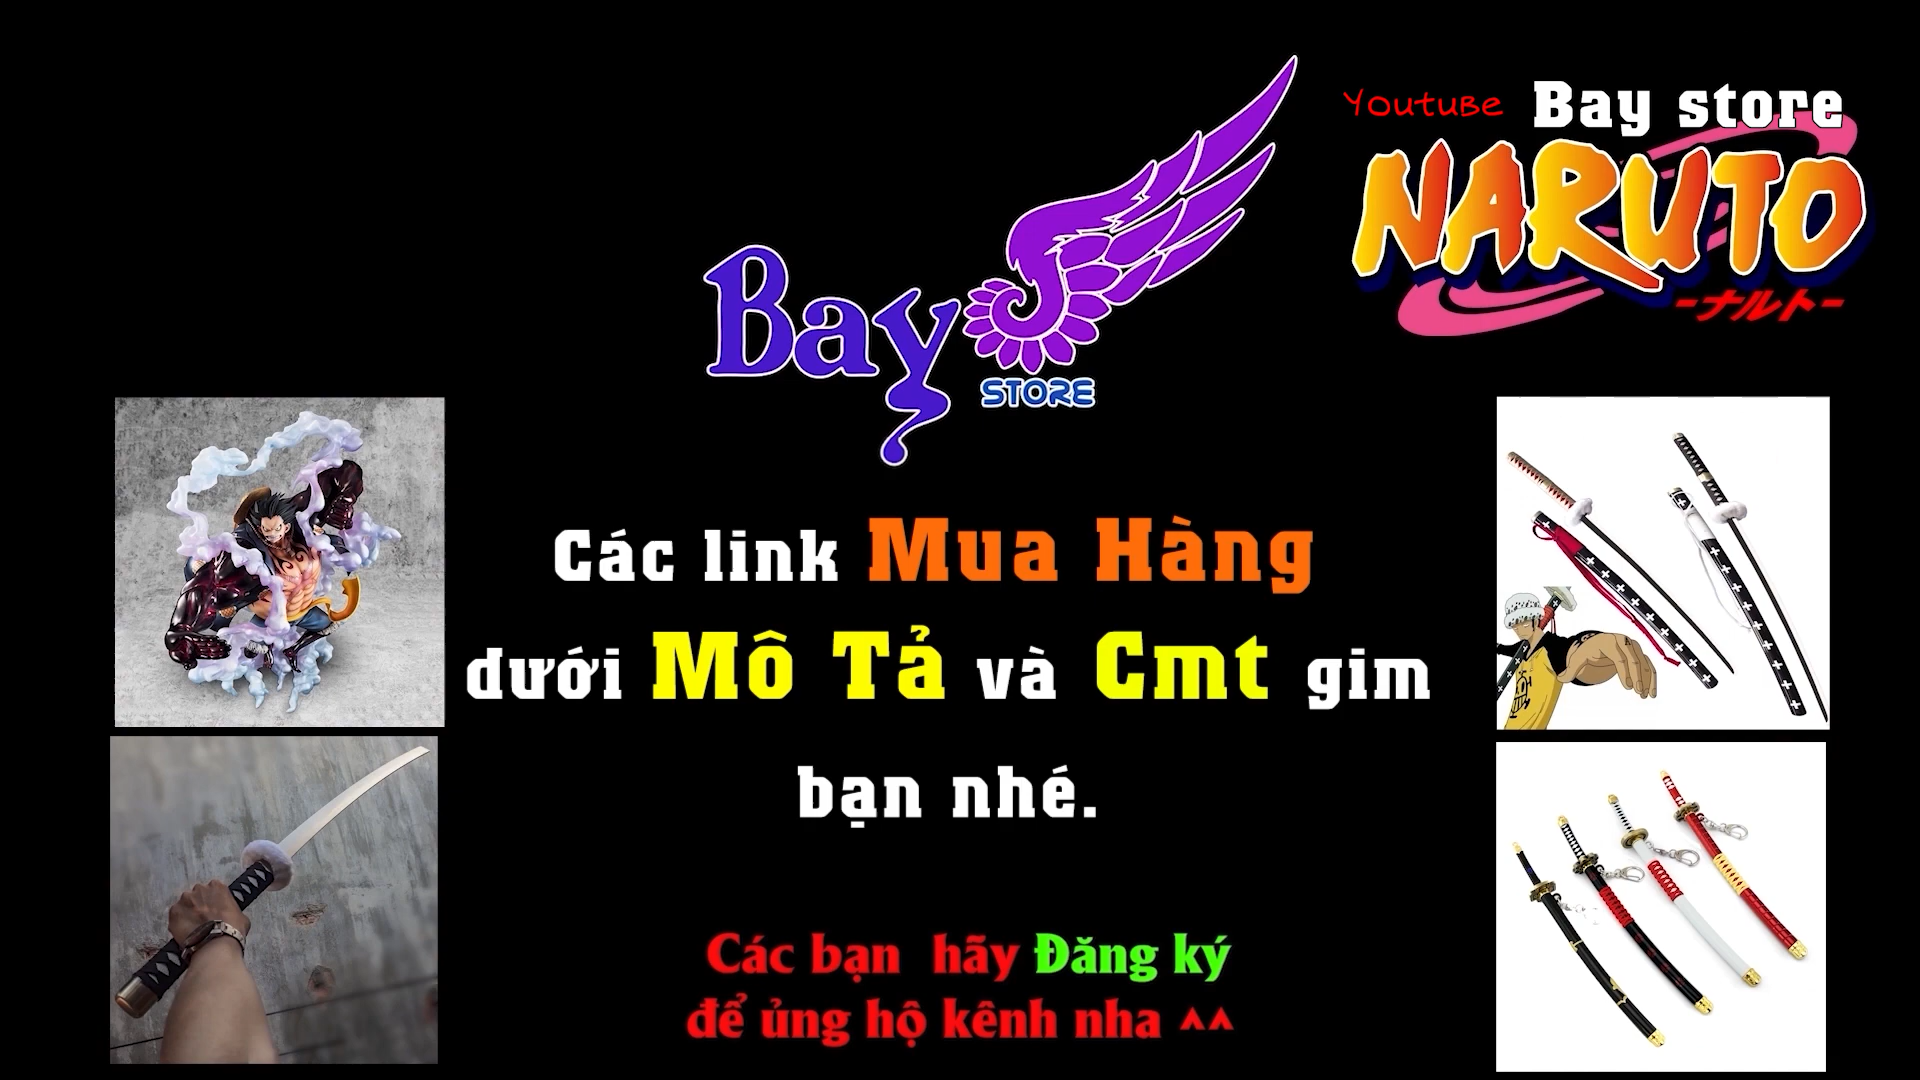 Youtube Bay store
NARUTO
-ナルト-
Bay
STORE
Các link Mua Hàng
dưới Mô Tả và Cmt gim
bạn nhé.
Các bạn hãy Đăng ký
để ủng hộ kênh nha ^^